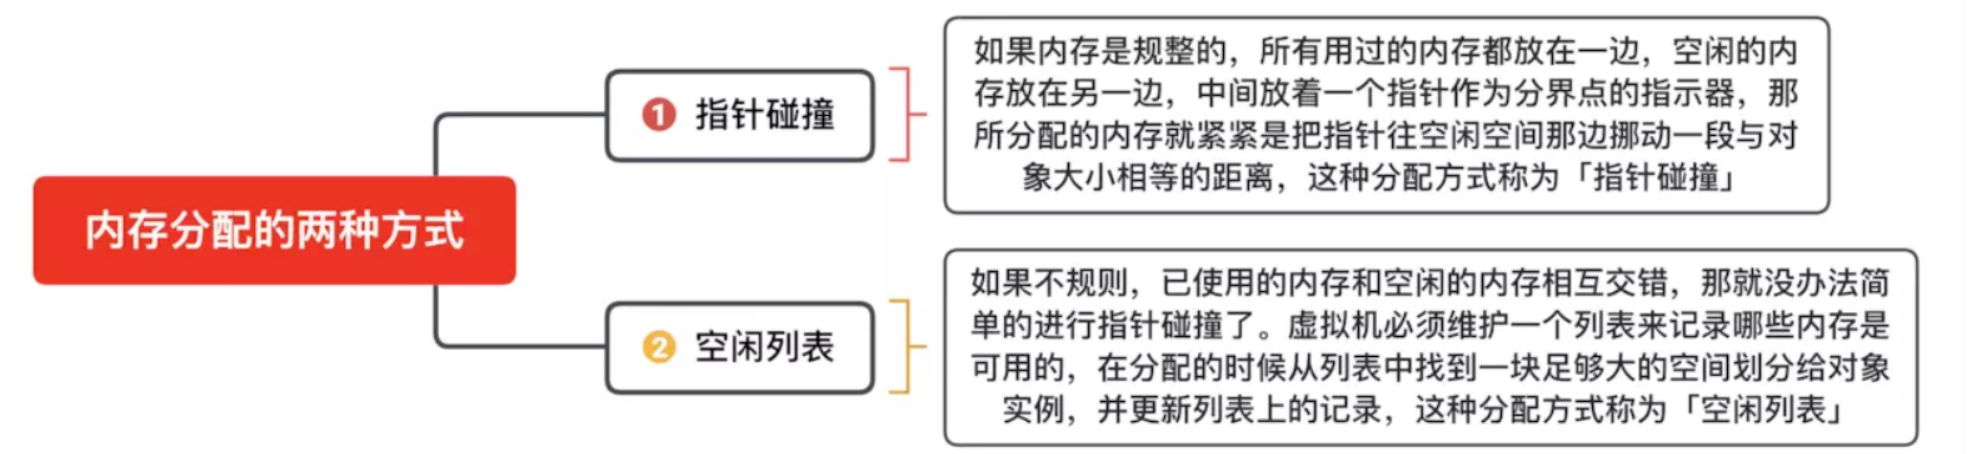 内存分配的两种方式
1 指针碰撞
如果内存是规整的，所有用过的内存都放在一边，空闲的内
存放在另一边，中间放着一个指针作为分界点的指示器，那
所分配的内存就紧紧是把指针往空闲空间那边挪动一段与对
象大小相等的距离，这种分配方式称为「指针碰撞」
2 空闲列表
如果不规则，已使用的内存和空闲的内存相互交错，那就没办法简
单的进行指针碰撞了。虚拟机必须维护一个列表来记录哪些内存是
可用的，在分配的时候从列表中找到一块足够大的空间划分给对象
实例，并更新列表上的记录，这种分配方式称为「空闲列表」